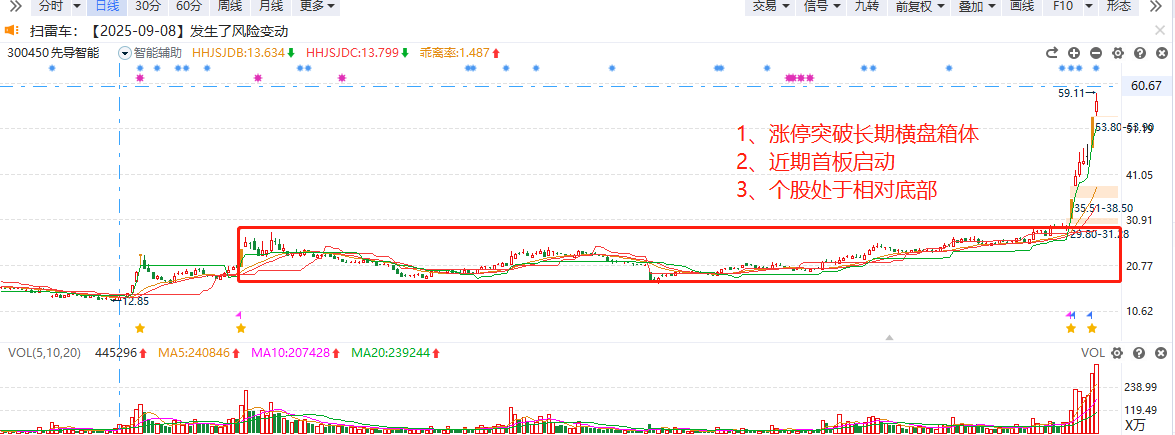 分时 日线 30分 60分 周线 月线 更多 交易 信号 九转 前复权 叠加 画线 F10 形态
扫雷车：【2025-09-08】发生了风险变动
300450 先导智能 智能辅助 HHJSJDB:13.634 HHJSJDC:13.799 乖离率:1.487
60.67
59.11
53.80-53.90
51.19
1、涨停突破长期横盘箱体
2、近期首板启动
3、个股处于相对底部
41.05
35.51-38.50
30.91
29.80-31.28
20.77
12.85
10.62
VOL(5,10,20) 445296 MA5:240846 MA10:207428 MA20:239244 VOL
238.99
119.49
X万